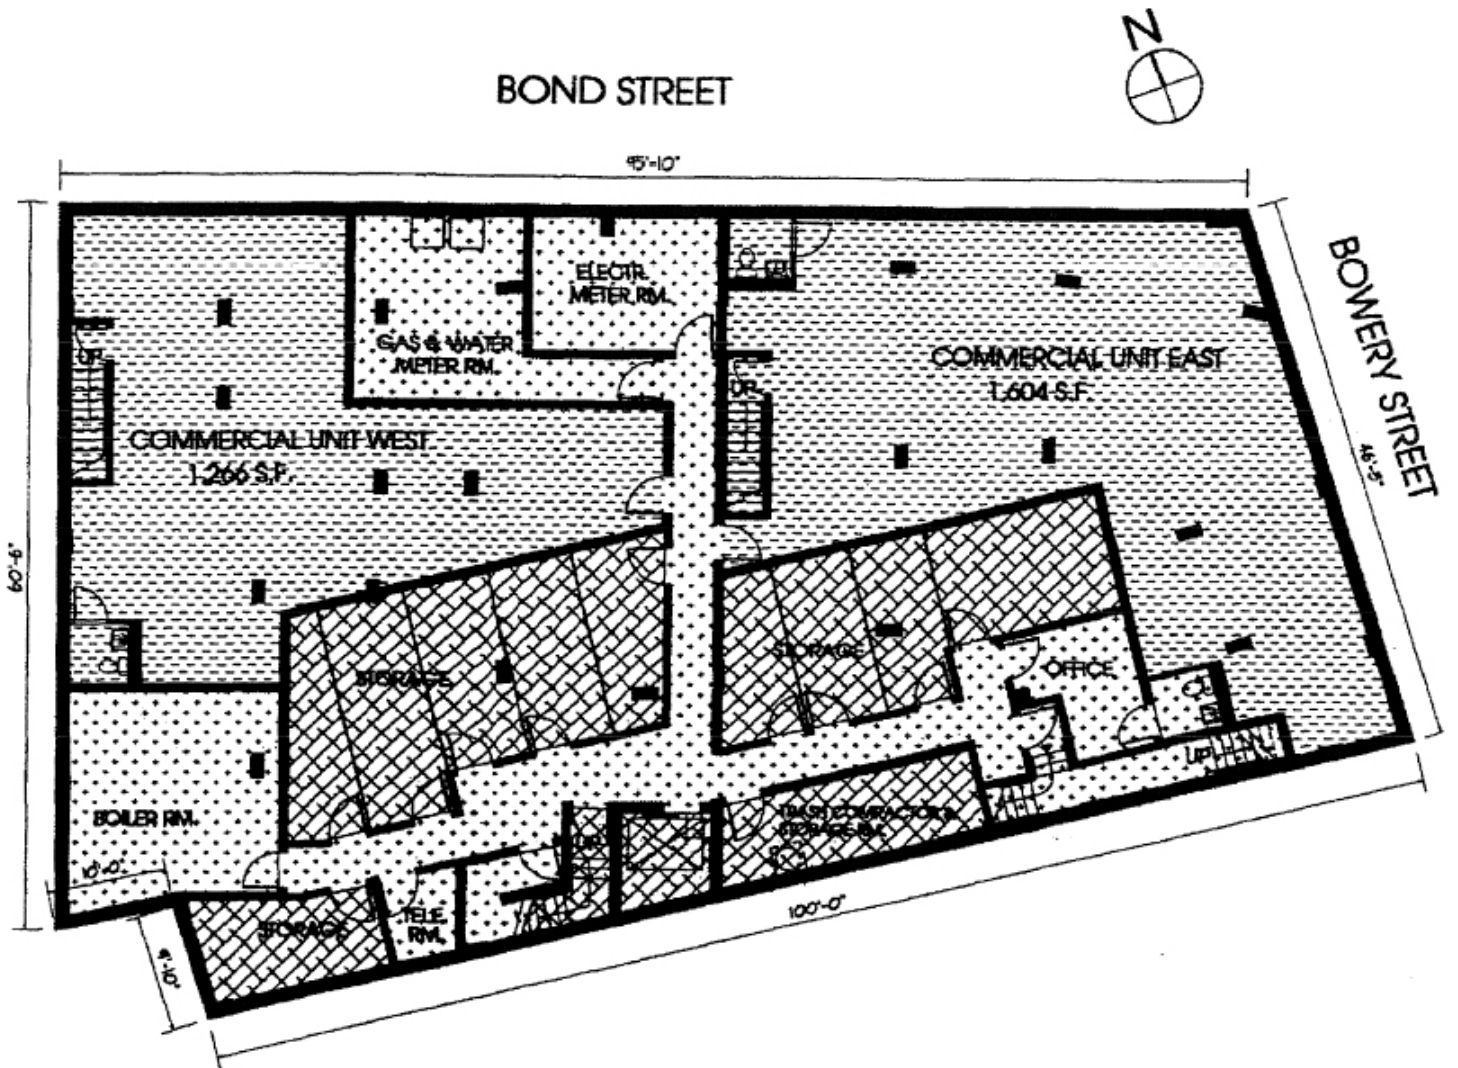 N
BOND STREET
95'-10"
BOWERY STREET
ELECTR.
METER RM.
GAS & WATER
METER RM.
UP
COMMERCIAL UNIT EAST
1,604 S.F.
UP
COMMERCIAL UNIT WEST
1,266 S.F.
46'-8"
60'-6"
STORAGE
STORAGE
OFFICE
UP
BOILER RM.
TRASH COMPACTOR &
STORAGE RM.
UP
10'-0"
100'-0"
STORAGE
TELE.
RM.